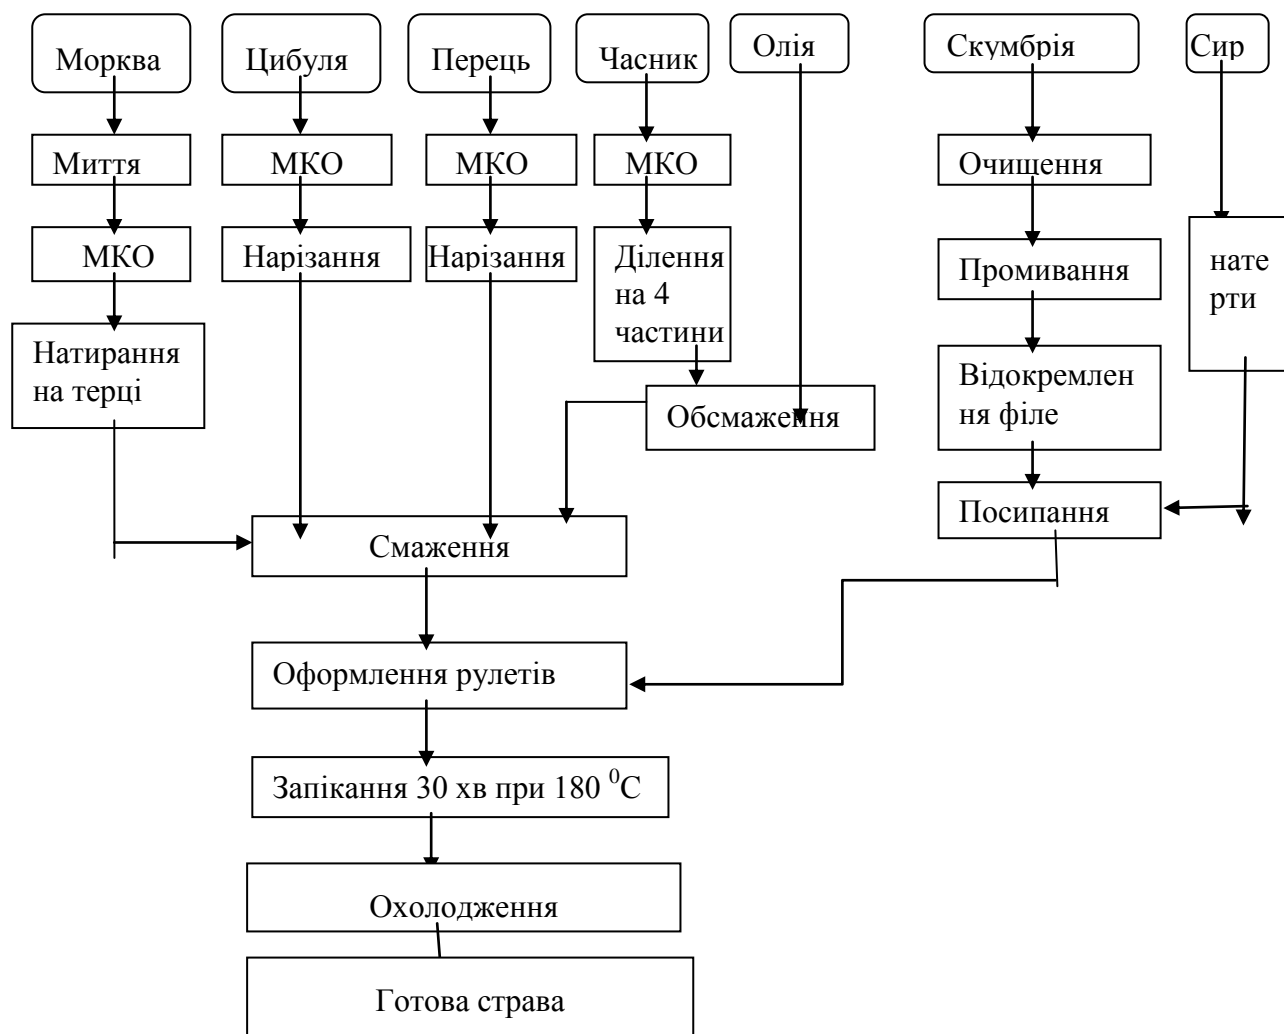 Морква
Цибуля
Перець
Часник
Олія
Скумбрія
Сир
Миття
МКО
МКО
МКО
Очищення
МКО
Нарізання
Нарізання
Ділення
на 4
частини
Промивання
нате
рти
Натирання
на терці
Відокремлен
ня філе
Обсмаження
Посипання
Смаження
Оформлення рулетів
Запікання 30 хв при 180 ⁰С
Охолодження
Готова страва